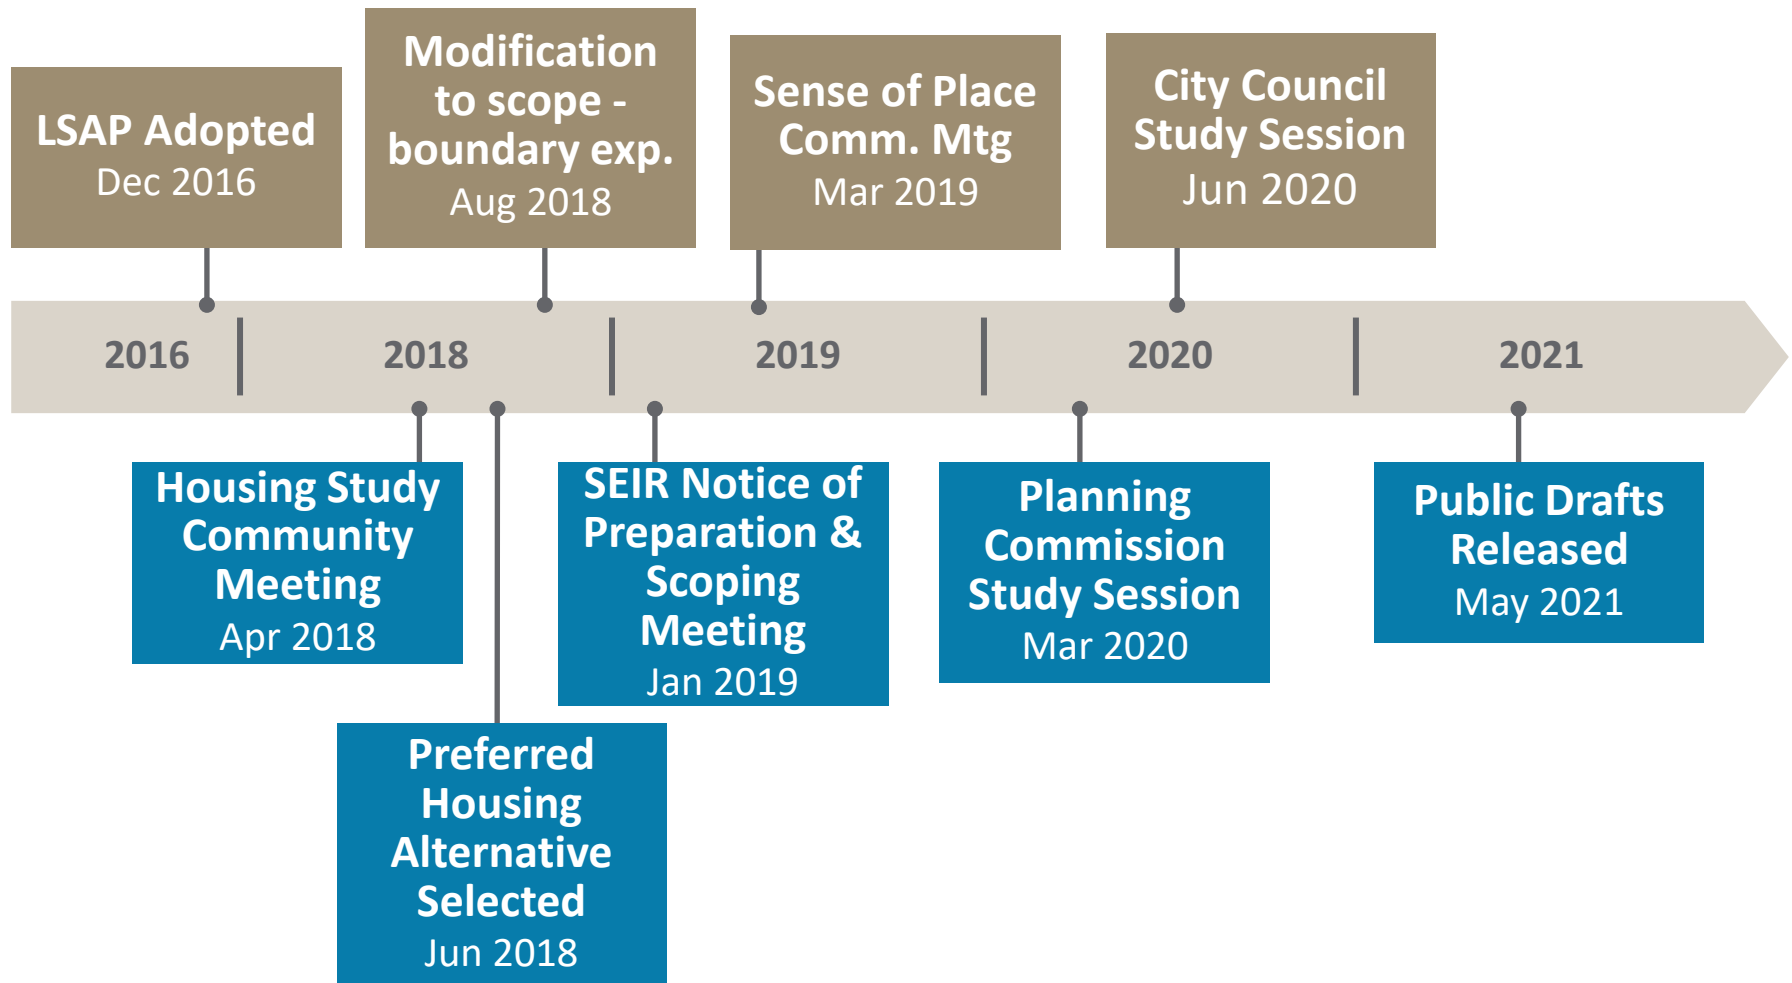 LSAP Adopted
Dec 2016
Modification
to scope -
boundary exp.
Aug 2018
Sense of Place
Comm. Mtg
Mar 2019
City Council
Study Session
Jun 2020
2016
2018
2019
2020
2021
Housing Study
Community
Meeting
Apr 2018
Preferred
Housing
Alternative
Selected
Jun 2018
SEIR Notice of
Preparation &
Scoping
Meeting
Jan 2019
Planning
Commission
Study Session
Mar 2020
Public Drafts
Released
May 2021